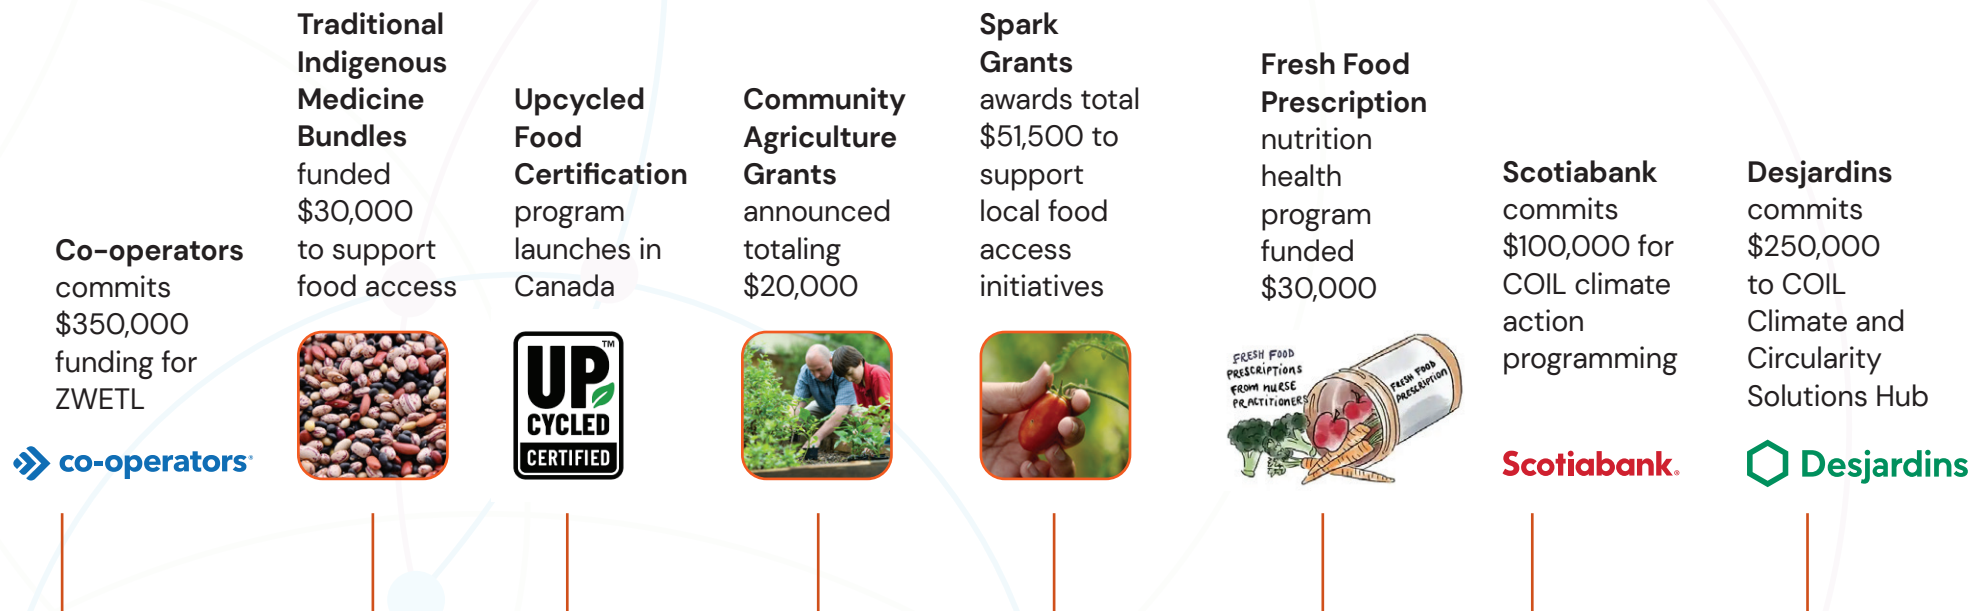 Co-operators
commits
$350,000
funding for
ZWETL
co-operators
Traditional
Indigenous
Medicine
Bundles
funded
$30,000
to support
food access
Upcycled
Food
Certification
program
launches in
Canada
UP
TM
CYCLED
CERTIFIED
Community
Agriculture
Grants
announced
totaling
$20,000
Spark
Grants
awards total
$51,500 to
support
local food
access
initiatives
Fresh Food
Prescription
nutrition
health
program
funded
$30,000
FRESH FOOD
PRESCRIPTIONS
FROM NURSE
PRACTITIONERS
FRESH FOOD
PRESCRIPTION
Scotiabank
commits
$100,000 for
COIL climate
action
programming
Scotiabank®
Desjardins
commits
$250,000
to COIL
Climate and
Circularity
Solutions Hub
Desjardins